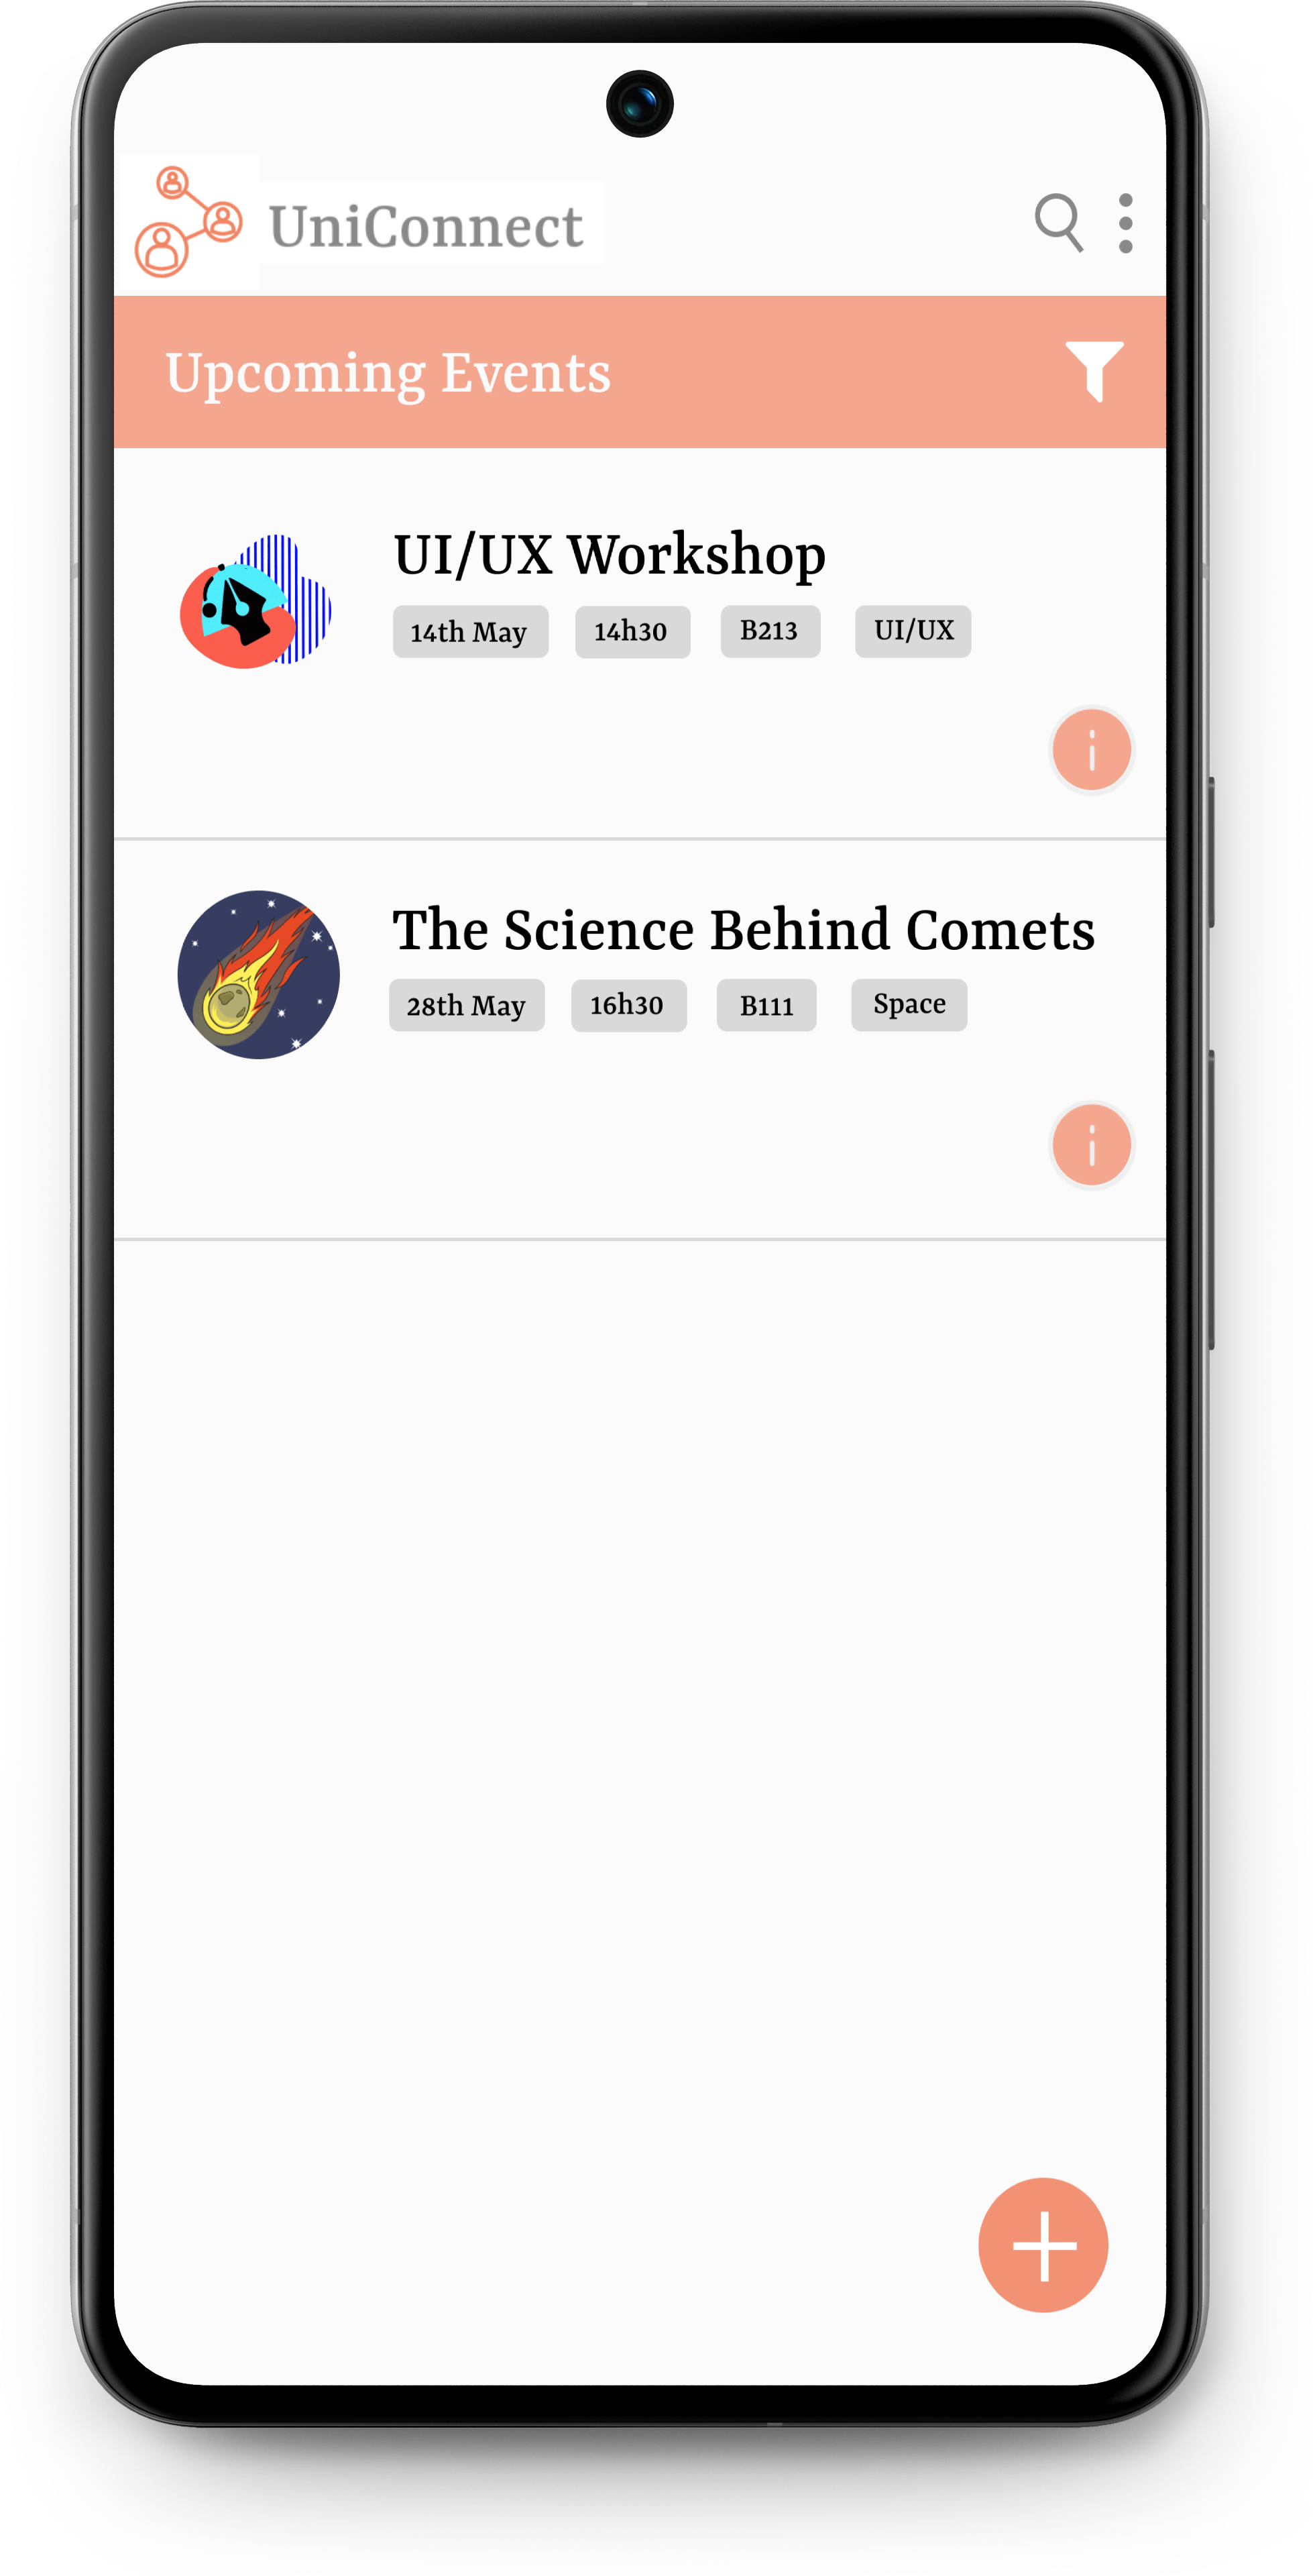 UniConnect
Upcoming Events
UI/UX Workshop
14th May 14h30 B213 UI/UX
The Science Behind Comets
28th May 16h30 B111 Space